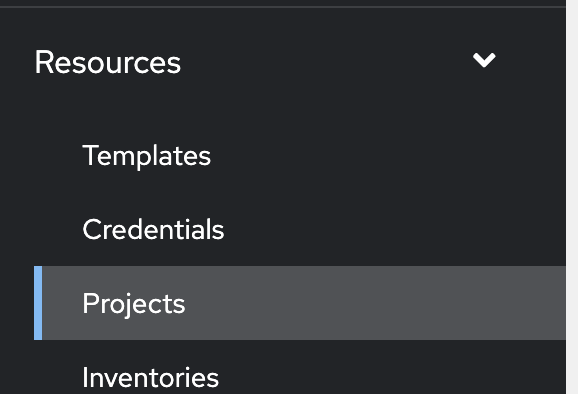 Resources
Templates
Credentials
Projects
Inventories